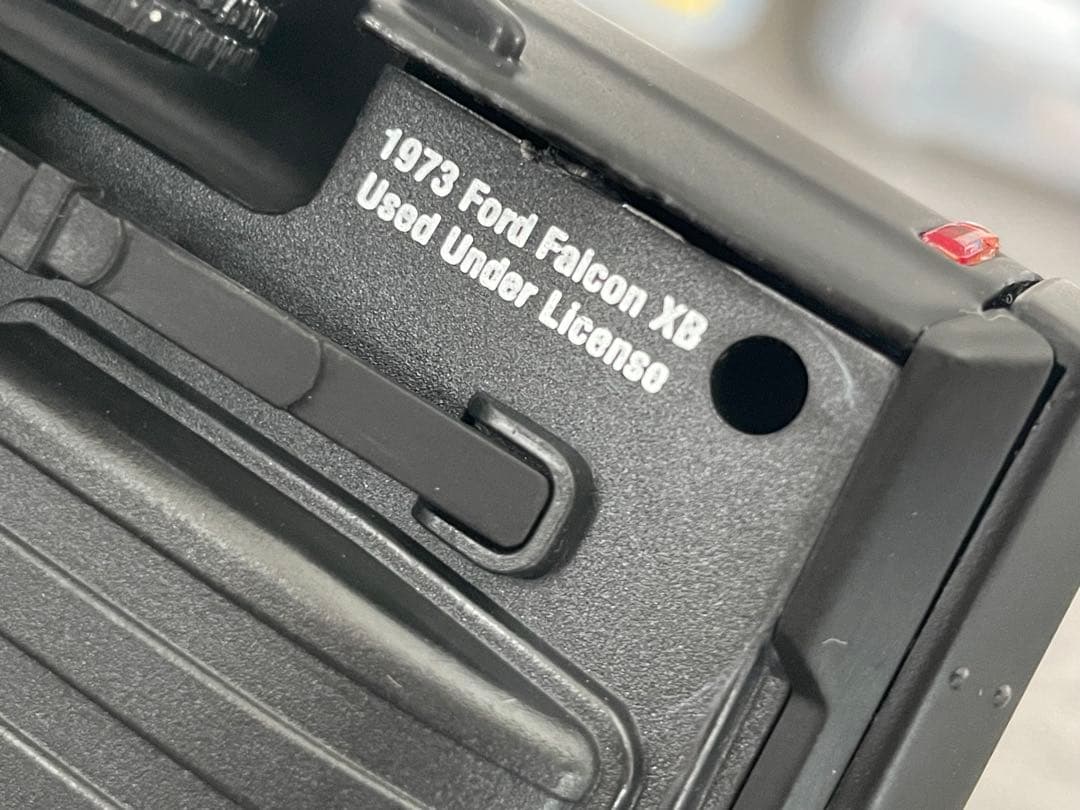 1973 Ford Falcon XB
Used Under License